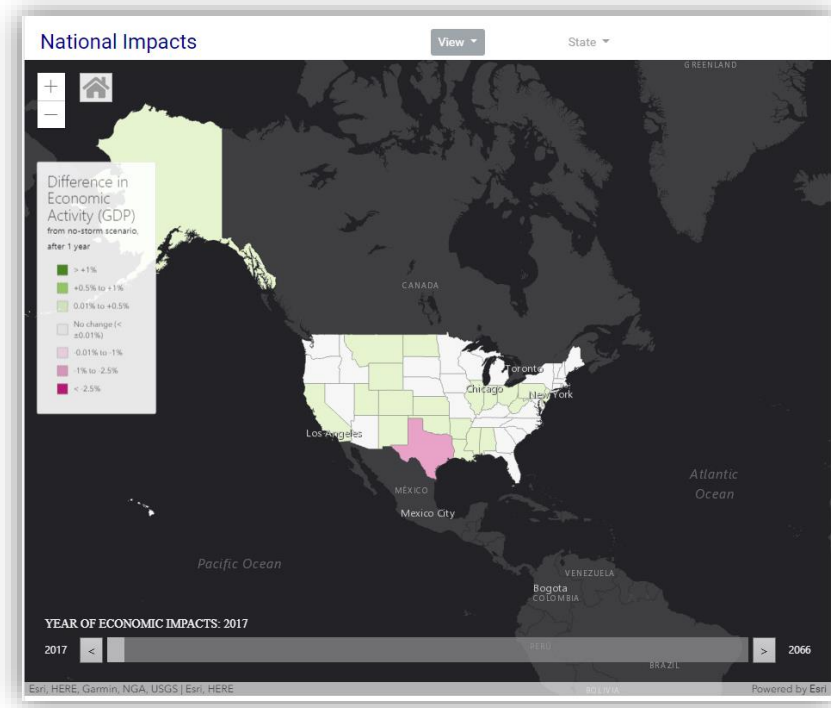 National Impacts
View
State
GREENLAND
+
−
Difference in
Economic
Activity (GDP)
from no-storm scenario,
after 1 year
> +1%
+0.5% to +1%
0.01% to +0.5%
No change (<
±0.01%)
-0.01% to -1%
-1% to -2.5%
< -2.5%
CANADA
Toronto
Chicago
New York
Los Angeles
MÉXICO
Mexico City
Atlantic
Ocean
Pacific Ocean
VENEZUELA
Bogota
COLOMBIA
YEAR OF ECONOMIC IMPACTS: 2017
2017
<
PERU
>
2066
BRAZIL
Esri, HERE, Garmin, NGA, USGS | Esri, HERE
BOLIVIA
Powered by Esri